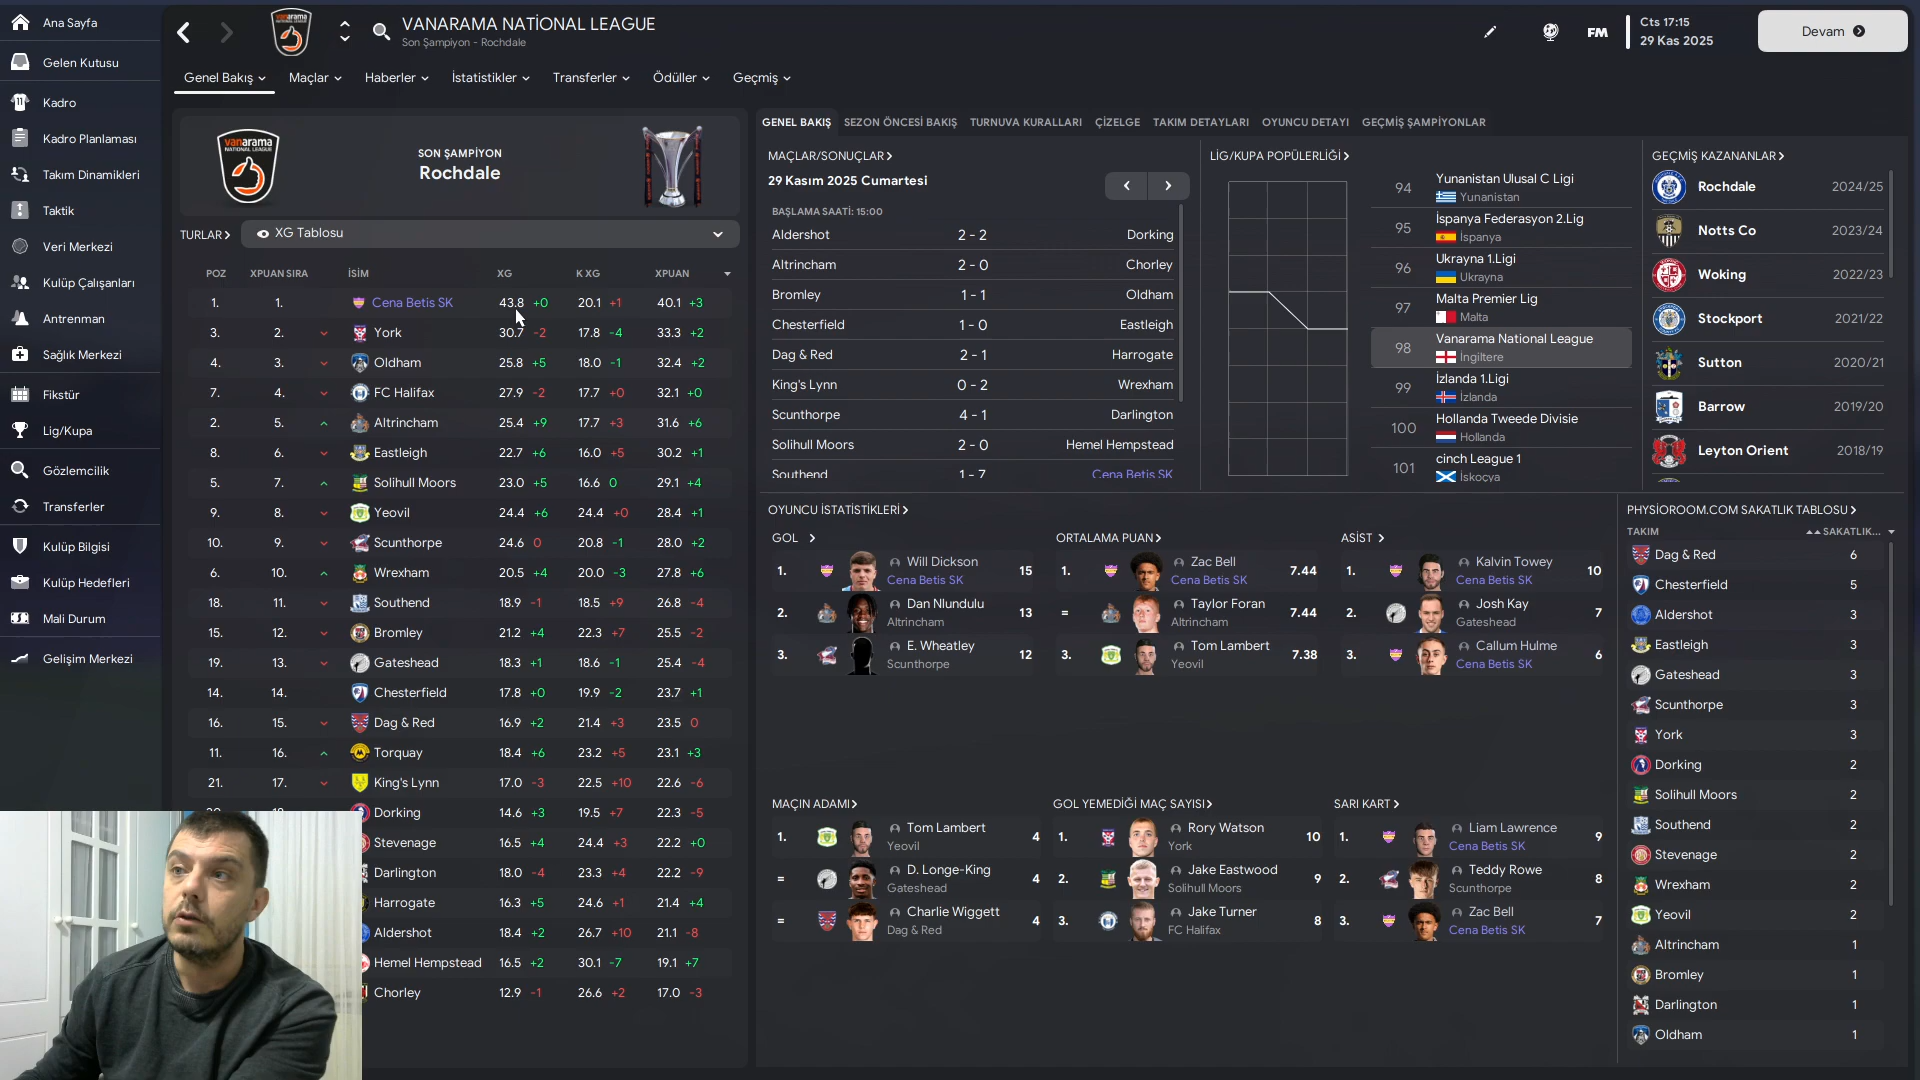 Ana Sayfa
Gelen Kutusu
Kadro
Kadro Planlaması
Takım Dinamikleri
Taktik
Veri Merkezi
Kulüp Çalışanları
Antrenman
Sağlık Merkezi
Fikstür
Lig/Kupa
Gözlemcilik
Transferler
Kulüp Bilgisi
Kulüp Hedefleri
Mali Durum
Gelişim Merkezi
VANARAMA NATİONAL LEAGUE
Son Şampiyon - Rochdale
FM
Cts 17:15
29 Kas 2025
Devam
Genel Bakış
Maçlar
Haberler
İstatistikler
Transferler
Ödüller
Geçmiş
vanarama
NATIONAL LEAGUE
SON ŞAMPİYON
Rochdale
TURLAR
XG Tablosu
POZ XPUAN SIRA İSİM XG K XG XPUAN
1. 1. Cena Betis SK 43.8 +0 20.1 +1 40.1 +3
3. 2. York 30.7 -2 17.8 -4 33.3 +2
4. 3. Oldham 25.8 +5 18.0 -1 32.4 +2
7. 4. FC Halifax 27.9 -2 17.7 +0 32.1 +0
2. 5. Altrincham 25.4 +9 17.7 +3 31.6 +6
8. 6. Eastleigh 22.7 +6 16.0 +5 30.2 +1
5. 7. Solihull Moors 23.0 +5 16.6 0 29.1 +4
9. 8. Yeovil 24.4 +6 24.4 +0 28.4 +1
10. 9. Scunthorpe 24.6 0 20.8 -1 28.0 +2
6. 10. Wrexham 20.5 +4 20.0 -3 27.8 +6
18. 11. Southend 18.9 -1 18.5 +9 26.8 -4
15. 12. Bromley 21.2 +4 22.3 +7 25.5 -2
19. 13. Gateshead 18.3 +1 18.6 -1 25.4 -4
14. 14. Chesterfield 17.8 +0 19.9 -2 23.7 +1
16. 15. Dag & Red 16.9 +2 21.4 +3 23.5 0
11. 16. Torquay 18.4 +6 23.2 +5 23.1 +3
21. 17. King's Lynn 17.0 -3 22.5 +10 22.6 -6
Dorking 14.6 +3 19.5 +7 22.3 -5
Stevenage 16.5 +4 24.4 +3 22.2 +0
Darlington 18.0 -4 23.3 +4 22.2 -9
Harrogate 16.3 +5 24.6 +1 21.4 +4
Aldershot 18.4 +2 26.7 +10 21.1 -8
Hemel Hempstead 16.5 +2 30.1 -7 19.1 +7
Chorley 12.9 -1 26.6 +2 17.0 -3
GENEL BAKIŞ SEZON ÖNCESİ BAKIŞ TURNUVA KURALLARI ÇİZELGE TAKIM DETAYLARI OYUNCU DETAYI GEÇMİŞ ŞAMPİYONLAR
MAÇLAR/SONUÇLAR
29 Kasım 2025 Cumartesi
BAŞLAMA SAATİ: 15:00
Aldershot 2 - 2 Dorking
Altrincham 2 - 0 Chorley
Bromley 1 - 1 Oldham
Chesterfield 1 - 0 Eastleigh
Dag & Red 2 - 1 Harrogate
King's Lynn 0 - 2 Wrexham
Scunthorpe 4 - 1 Darlington
Solihull Moors 2 - 0 Hemel Hempstead
Southend 1 - 7 Cena Betis SK
LİG/KUPA POPÜLERLİĞİ
94 Yunanistan Ulusal C Ligi
Yunanistan
95 İspanya Federasyon 2.Lig
İspanya
96 Ukrayna 1.Ligi
Ukrayna
97 Malta Premier Lig
Malta
98 Vanarama National League
İngiltere
99 İzlanda 1.Ligi
İzlanda
100 Hollanda Tweede Divisie
Hollanda
101 cinch League 1
İskoçya
GEÇMİŞ KAZANANLAR
Rochdale 2024/25
Notts Co 2023/24
Woking 2022/23
Stockport 2021/22
Sutton 2020/21
Barrow 2019/20
Leyton Orient 2018/19
OYUNCU İSTATİSTİKLERİ
GOL
1. Will Dickson 15
Cena Betis SK
2. Dan Nlundulu 13
Altrincham
3. E. Wheatley 12
Scunthorpe
ORTALAMA PUAN
1. Zac Bell 7.44
Cena Betis SK
= Taylor Foran 7.44
Altrincham
3. Tom Lambert 7.38
Yeovil
ASİST
1. Kalvin Towey 10
Cena Betis SK
2. Josh Kay 7
Gateshead
3. Callum Hulme 6
Cena Betis SK
MAÇIN ADAMI
1. Tom Lambert 4
Yeovil
= D. Longe-King 4
Gateshead
= Charlie Wiggett 4
Dag & Red
GOL YEMEDİĞİ MAÇ SAYISI
1. Rory Watson 10
York
2. Jake Eastwood 9
Solihull Moors
3. Jake Turner 8
FC Halifax
SARI KART
1. Liam Lawrence 9
Cena Betis SK
2. Teddy Rowe 8
Scunthorpe
3. Zac Bell 7
Cena Betis SK
PHYSİOROOM.COM SAKATLIK TABLOSU
TAKIM SAKATLIK...
Dag & Red 6
Chesterfield 5
Aldershot 3
Eastleigh 3
Gateshead 3
Scunthorpe 3
York 3
Dorking 2
Solihull Moors 2
Southend 2
Stevenage 2
Wrexham 2
Yeovil 2
Altrincham 1
Bromley 1
Darlington 1
Oldham 1